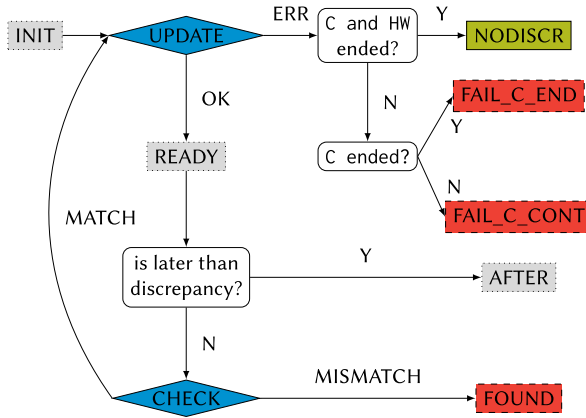 INIT
UPDATE
ERR
C and HW
ended?
Y
NODISCR
OK
N
FAIL_C_END
READY
C ended?
Y
N
FAIL_C_CONT
MATCH
is later than
discrepancy?
Y
AFTER
N
MISMATCH
CHECK
FOUND